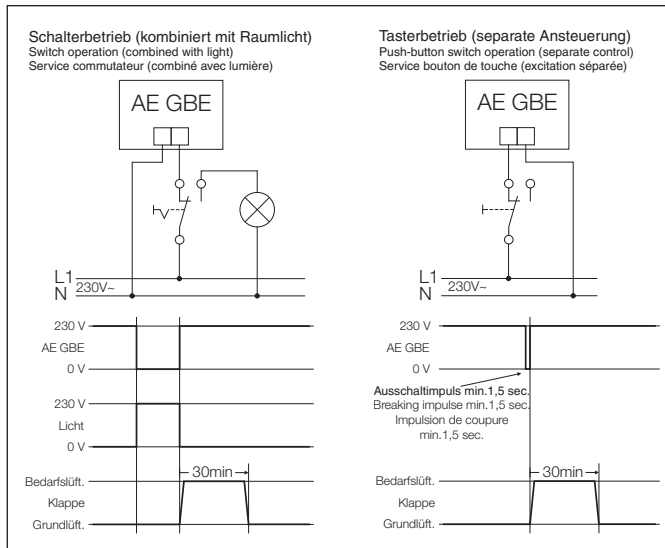 Schalterbetrieb (kombiniert mit Raumlicht)
Switch operation (combined with light)
Service commutateur (combiné avec lumière)
AE GBE
L1
N 230V~
230 V
AE GBE
0 V
230 V
Licht
0 V
Bedarfslüft.
Klappe
Grundlüft.
30min
Tasterbetrieb (separate Ansteuerung)
Push-button switch operation (separate control)
Service bouton de touche (excitation séparée)
AE GBE
L1
N 230V~
230 V
AE GBE
0 V
Ausschaltimpuls min.1,5 sec.
Breaking impulse min.1,5 sec.
Impulsion de coupure
min.1,5 sec.
Bedarfslüft.
Klappe
Grundlüft.
30min